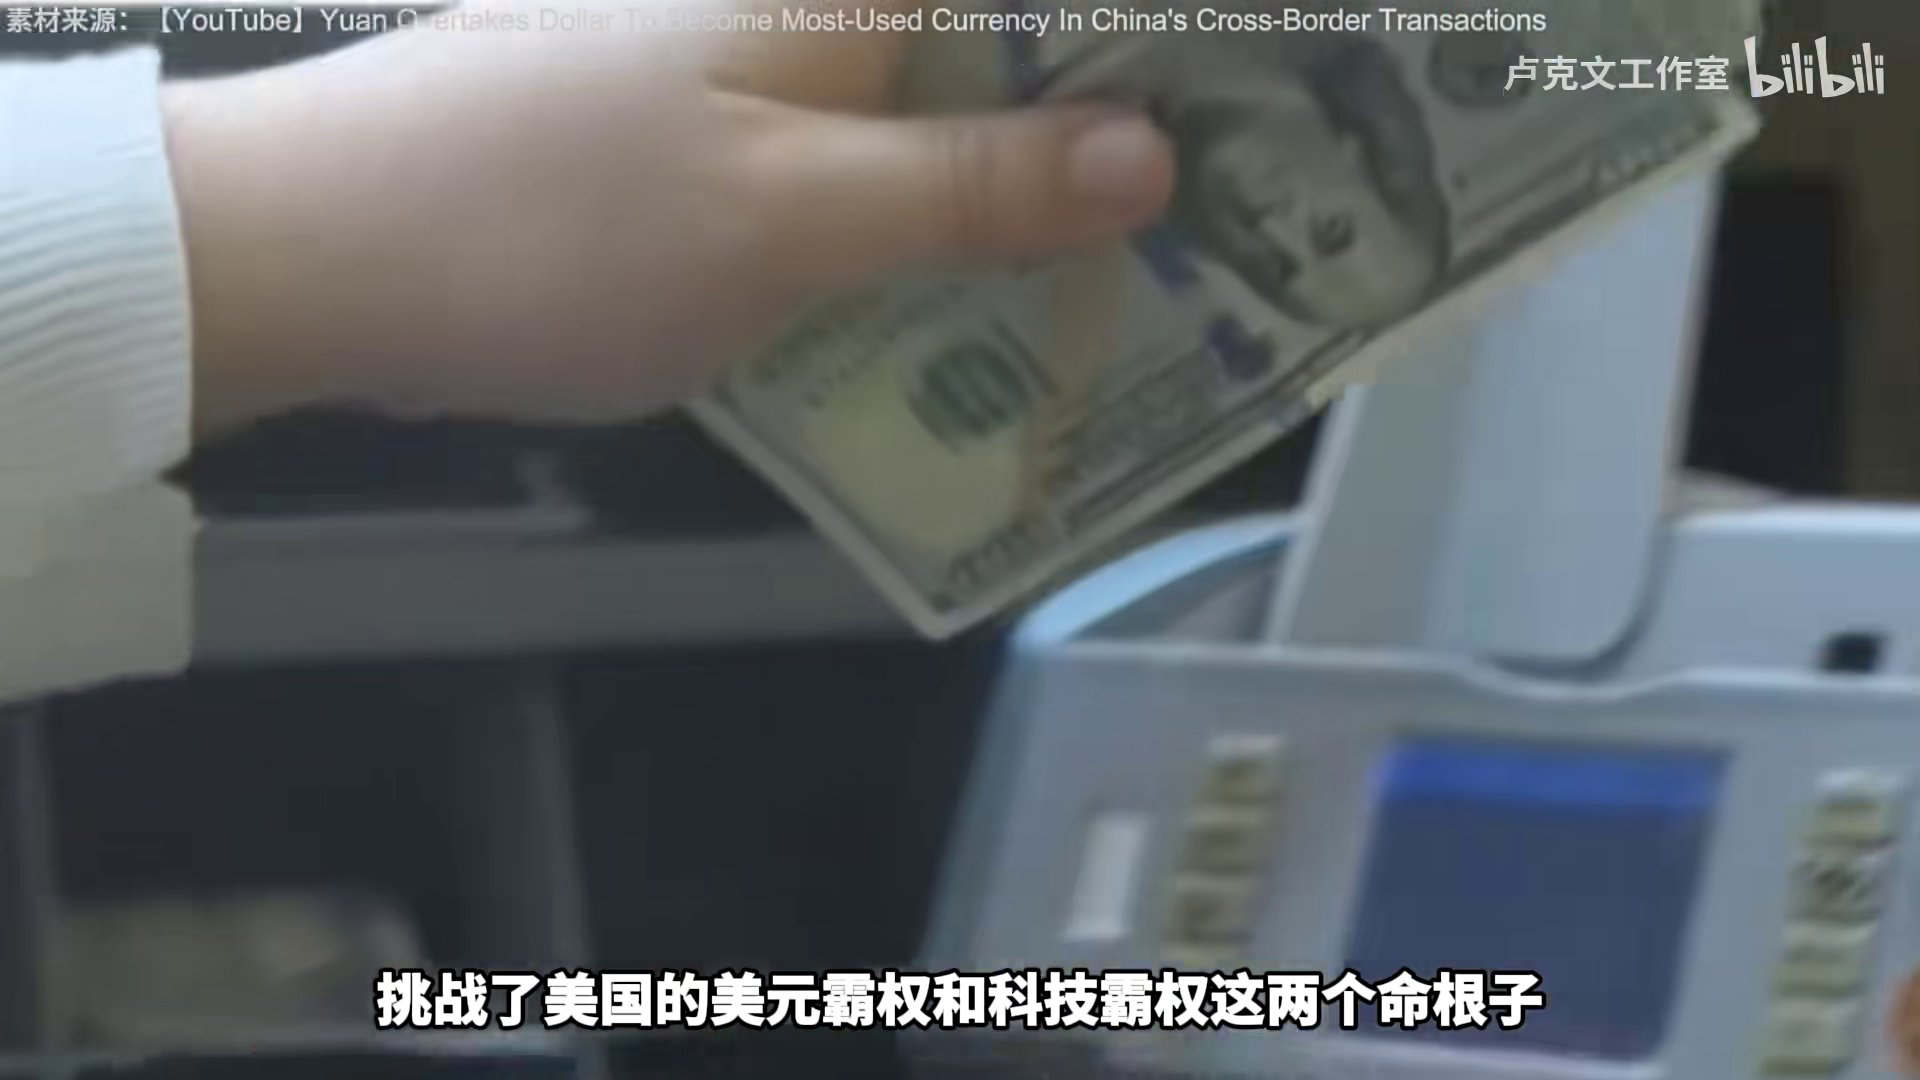 素材来源：【YouTube】Yuan Overtakes Dollar To Become Most-Used Currency In China's Cross-Border Transactions
卢克文工作室 bilibili
挑战了美国的美元霸权和科技霸权这两个命根子